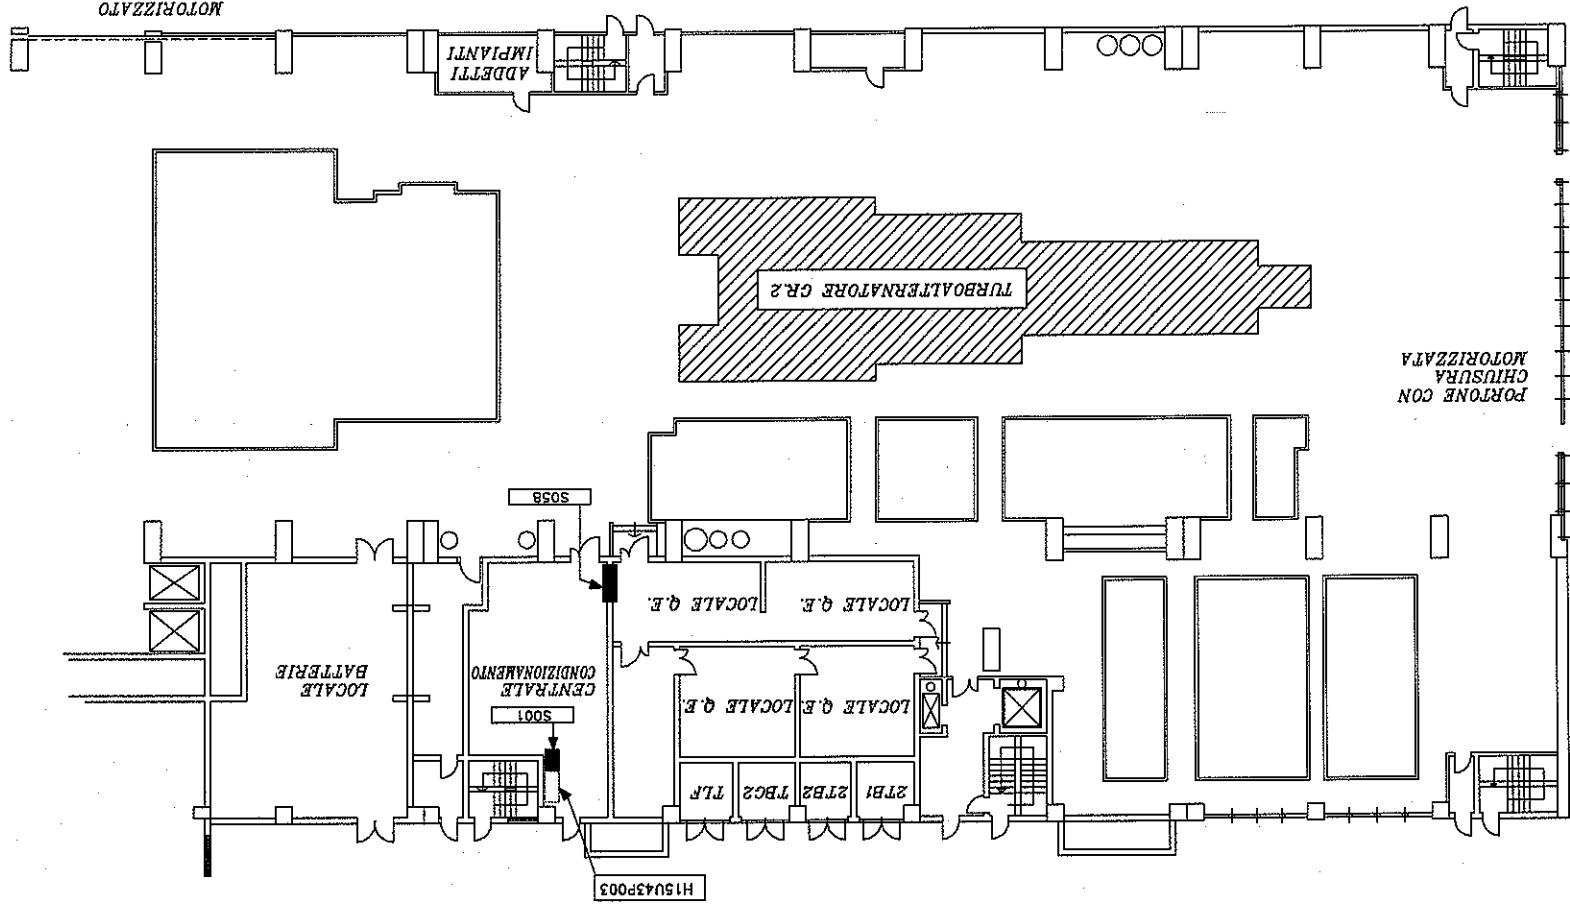 H15U43P003
2TB1
2TB2
TBC2
TLF
S001
LOCALE Q.E.
LOCALE Q.E.
CENTRALE
CONDIZIONAMENTO
LOCALE
BATTERIE
LOCALE Q.E.
LOCALE Q.E.
S058
PORTONE CON
CHIUSURA
MOTORIZZATA
TURBOALTERNATORE GR.2
ADDETTI
IMPIANTI
MOTORIZZATO